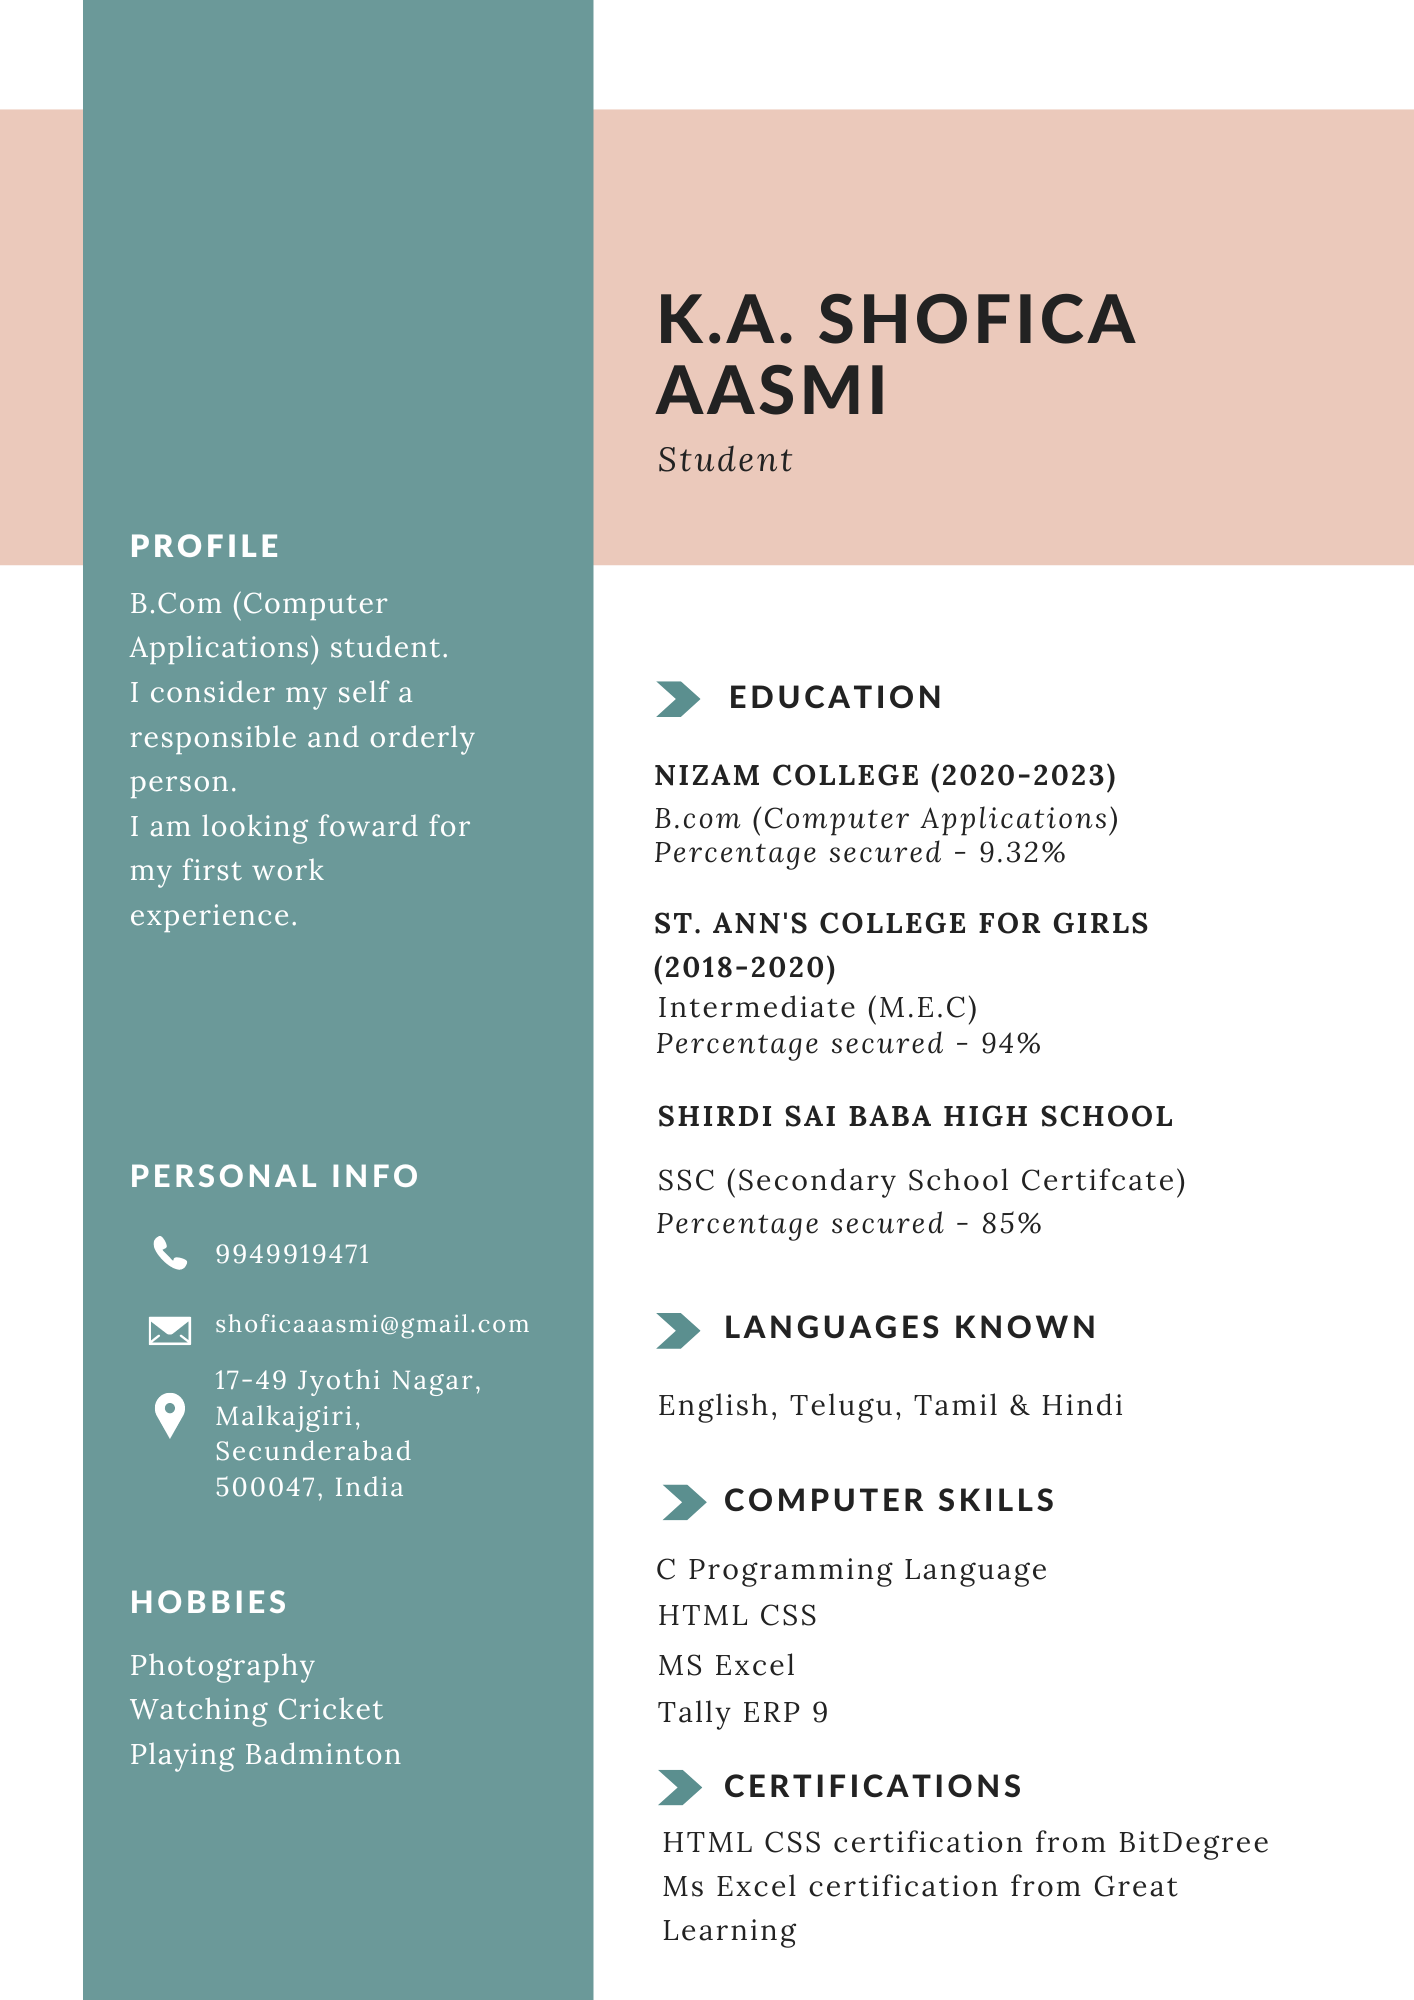 K.A. SHOFICA
AASMI
Student
PROFILE
B.Com (Computer
Applications) student.
I consider my self a
responsible and orderly
person.
I am looking foward for
my first work
experience.
PERSONAL INFO
9949919471
shoficaaasmi@gmail.com
17-49 Jyothi Nagar,
Malkajgiri,
Secunderabad
500047, India
HOBBIES
Photography
Watching Cricket
Playing Badminton
EDUCATION
NIZAM COLLEGE (2020-2023)
B.com (Computer Applications)
Percentage secured - 9.32%
ST. ANN'S COLLEGE FOR GIRLS
(2018-2020)
Intermediate (M.E.C)
Percentage secured - 94%
SHIRDI SAI BABA HIGH SCHOOL
SSC (Secondary School Certifcate)
Percentage secured - 85%
LANGUAGES KNOWN
English, Telugu, Tamil & Hindi
COMPUTER SKILLS
C Programming Language
HTML CSS
MS Excel
Tally ERP 9
CERTIFICATIONS
HTML CSS certification from BitDegree
Ms Excel certification from Great
Learning